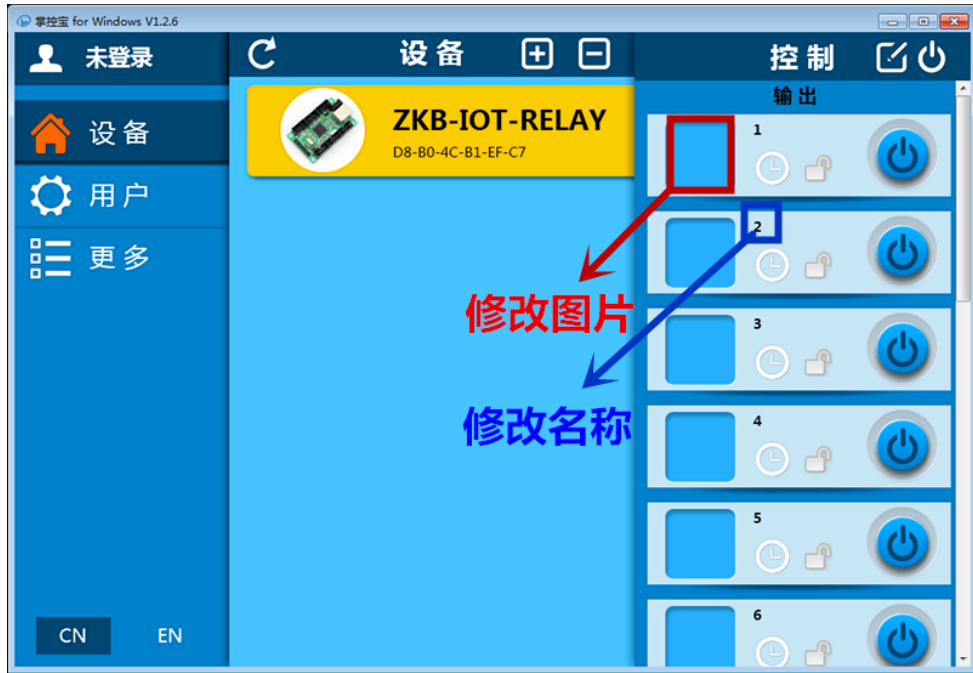 掌控宝 for Windows V1.2.6
未登录
设备
控制
设备
用户
更多
CN EN
ZKB-IOT-RELAY
D8-B0-4C-B1-EF-C7
修改图片
修改名称
输出
1
2
3
4
5
6